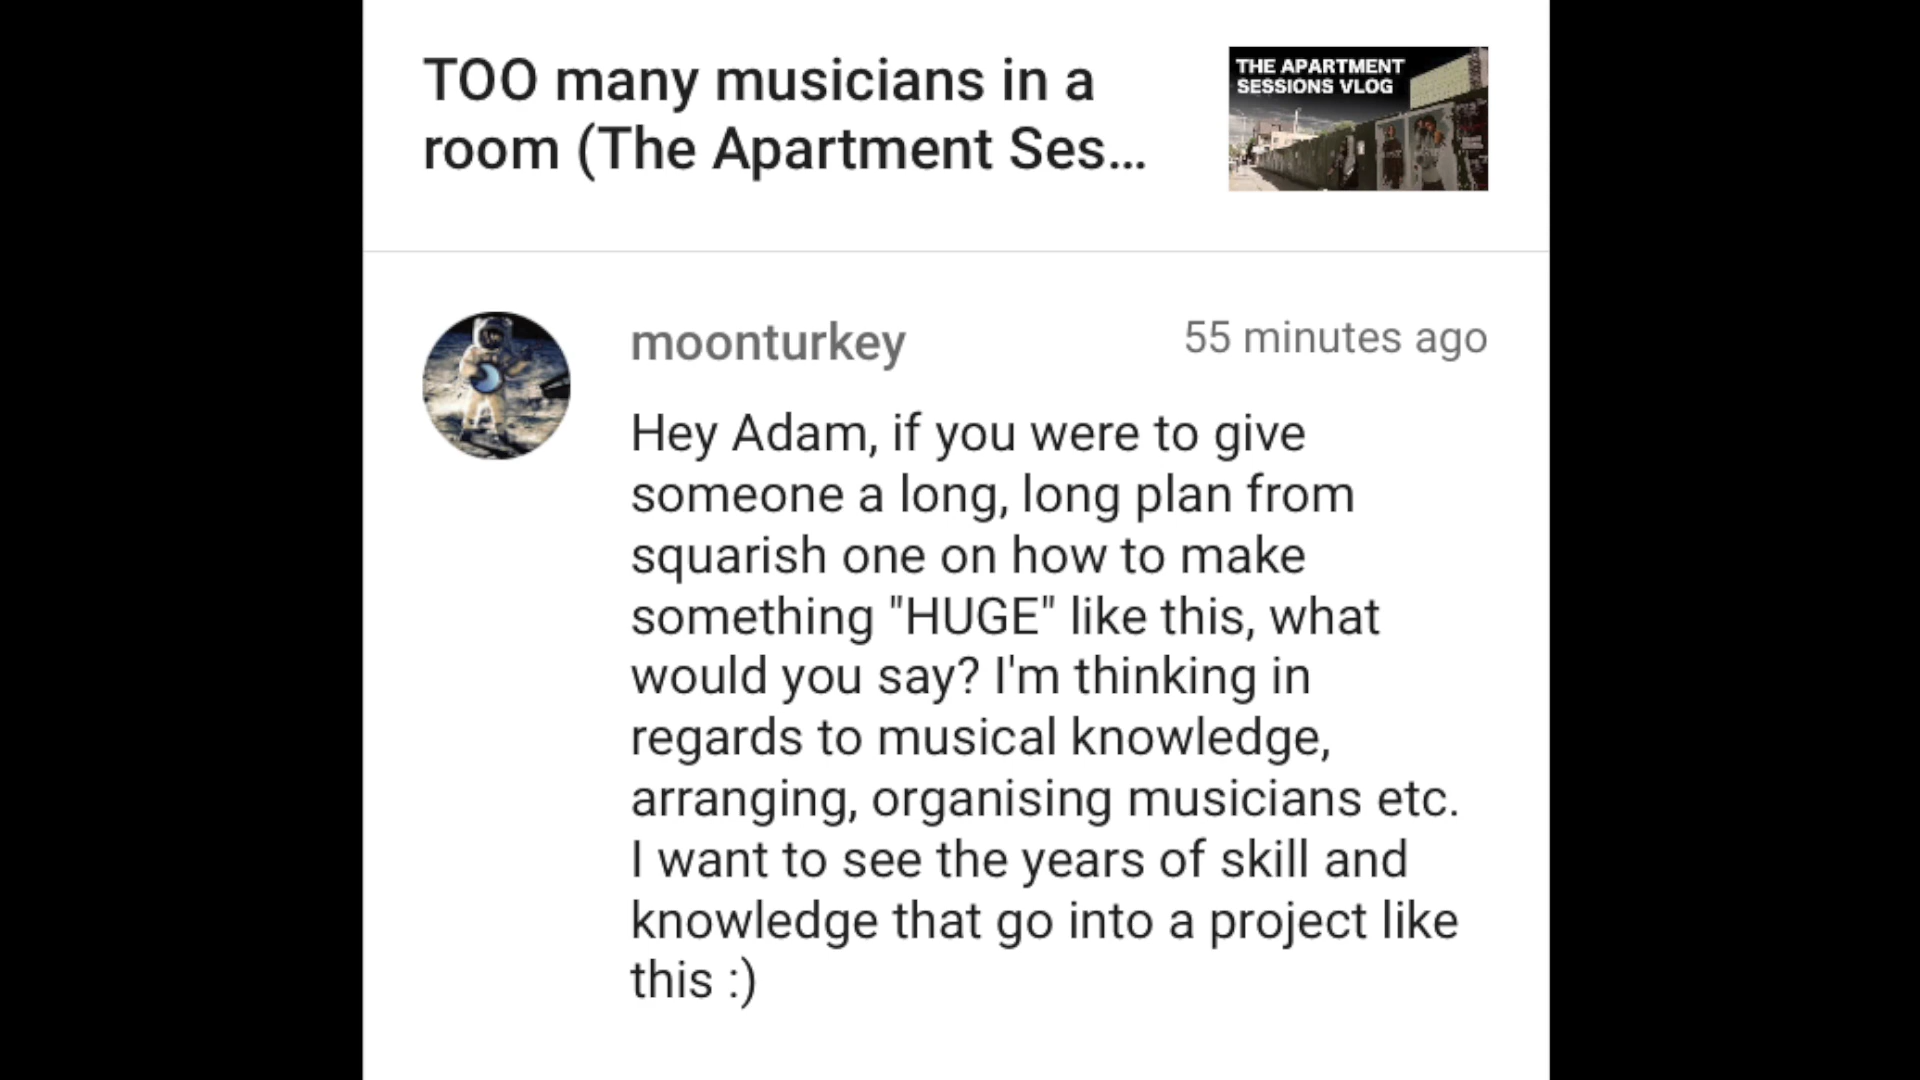 TOO many musicians in a
room (The Apartment Ses...
THE APARTMENT
SESSIONS VLOG
moonturkey
55 minutes ago
Hey Adam, if you were to give
someone a long, long plan from
squarish one on how to make
something "HUGE" like this, what
would you say? I'm thinking in
regards to musical knowledge,
arranging, organising musicians etc.
I want to see the years of skill and
knowledge that go into a project like
this :)